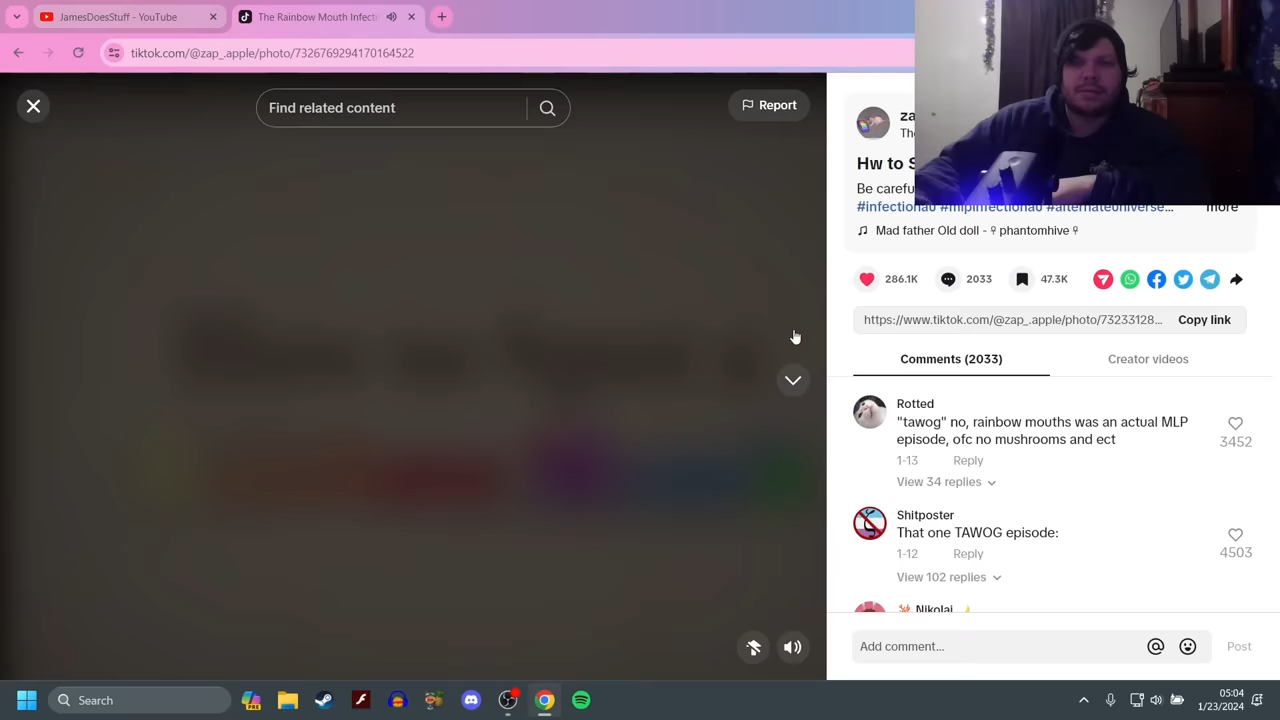 JamesDoesStuff - YouTube
The Rainbow Mouth Infecti
tiktok.com/@zap_.apple/photo/7326769294170164522
Find related content
Report
za
Th
Hw to S
Be carefu
#infectionau #mlpinfectionau #alternateuniverse...
more
Mad father Old doll - ♀phantomhive♀
286.1K
2033
47.3K
https://www.tiktok.com/@zap_.apple/photo/73233128...
Copy link
Comments (2033)
Creator videos
Rotted
"tawog" no, rainbow mouths was an actual MLP
episode, ofc no mushrooms and ect
3452
1-13 Reply
View 34 replies
Shitposter
That one TAWOG episode:
4503
1-12 Reply
View 102 replies
Nikolai
Add comment...
Post
Search
PRE
05:04
1/23/2024